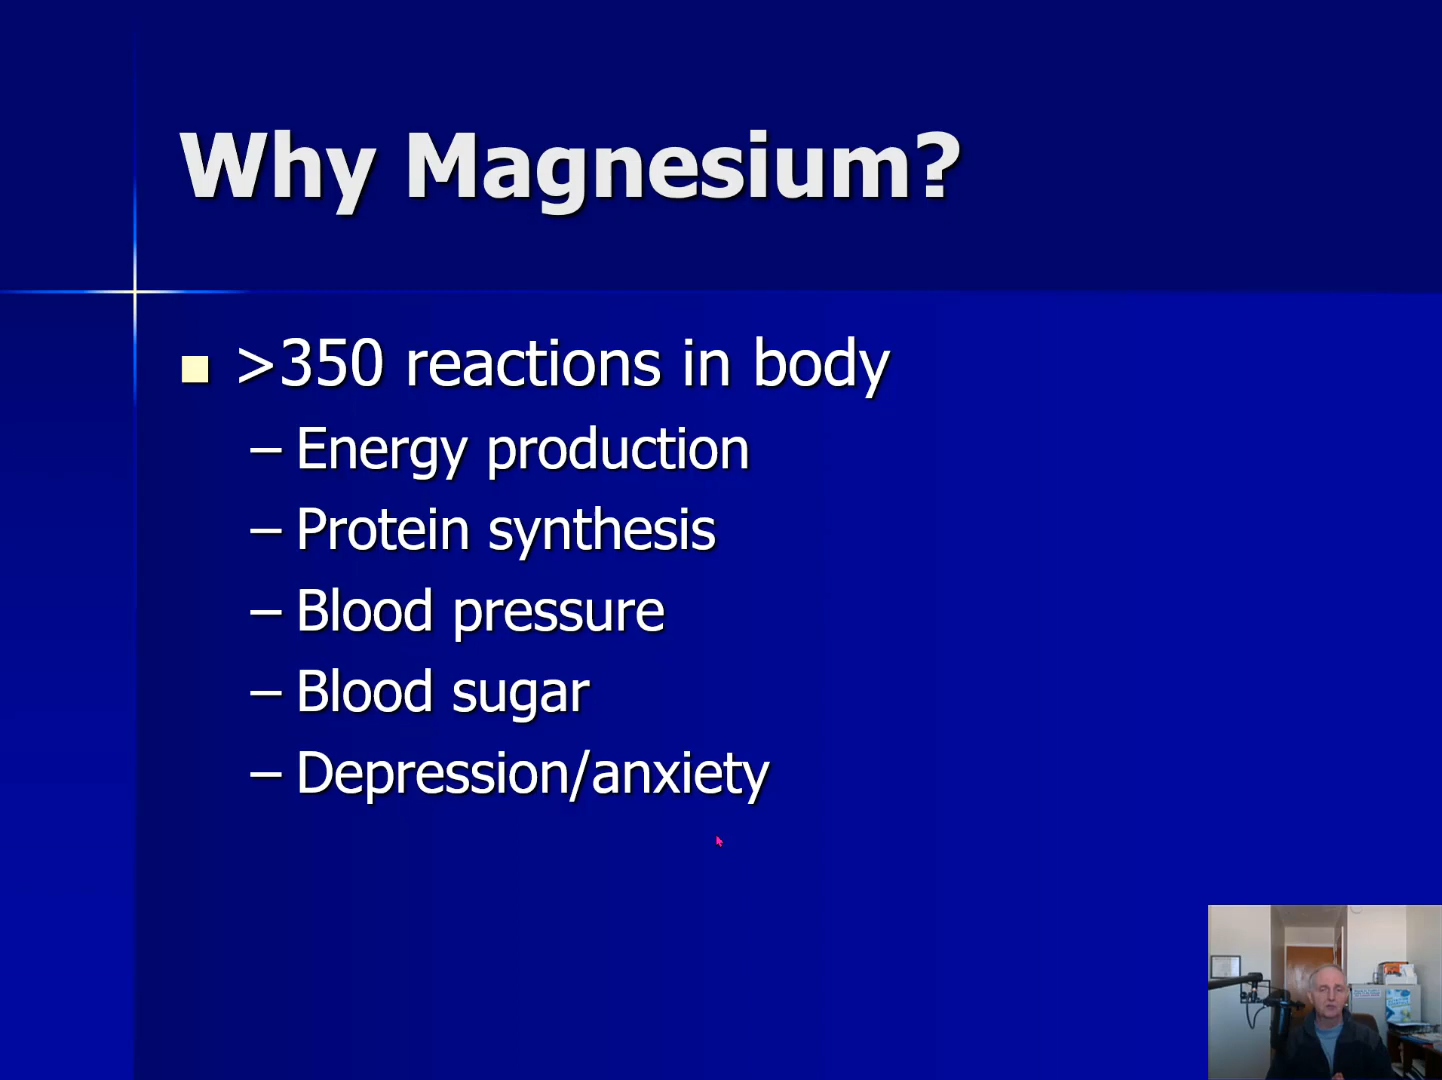 Why Magnesium?
>350 reactions in body
– Energy production
– Protein synthesis
– Blood pressure
– Blood sugar
– Depression/anxiety